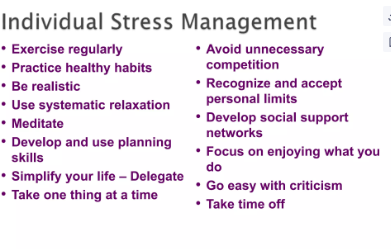 Individual Stress Management
• Exercise regularly
• Practice healthy habits
• Be realistic
• Use systematic relaxation
• Meditate
• Develop and use planning
skills
• Simplify your life – Delegate
• Take one thing at a time
• Avoid unnecessary
competition
• Recognize and accept
personal limits
• Develop social support
networks
• Focus on enjoying what you
do
• Go easy with criticism
• Take time off